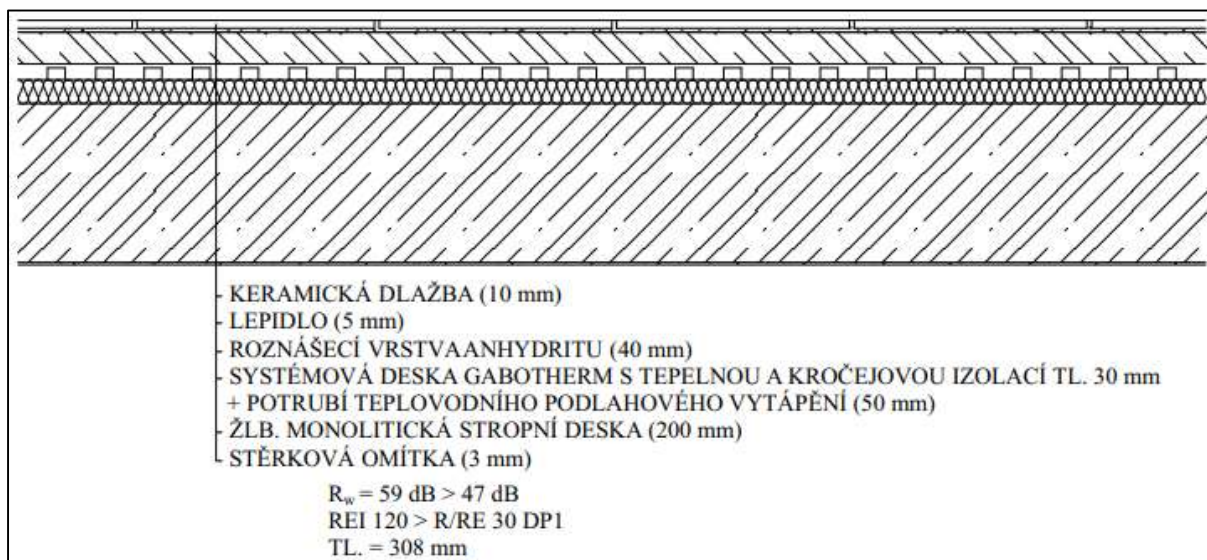 KERAMICKÁ DLAŽBA (10 mm)
LEPIDLO (5 mm)
ROZNÁŠECÍ VRSTVAANHYDRITU (40 mm)
SYSTÉMOVÁ DESKA GABOTHERM S TEPELNOU A KROČEJOVOU IZOLACÍ TL. 30 mm
+ POTRUBÍ TEPLOVODNÍHO PODLAHOVÉHO VYTÁPĚNÍ (50 mm)
ŽLB. MONOLITICKÁ STROPNÍ DESKA (200 mm)
STĚRKOVÁ OMÍTKA (3 mm)
Rw = 59 dB > 47 dB
REI 120 > R/RE 30 DP1
TL. = 308 mm